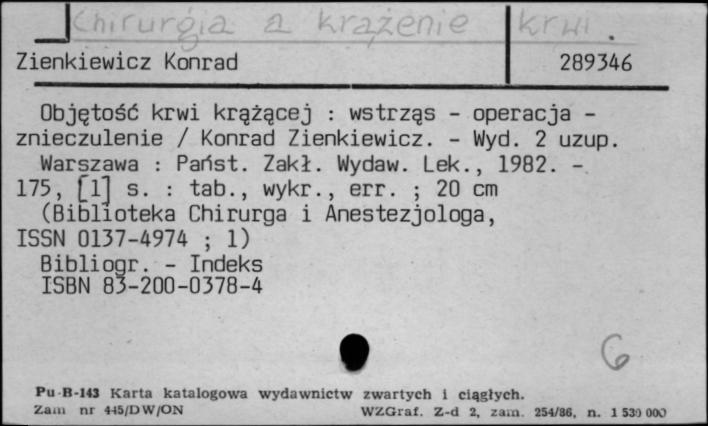 Chirurgia a krążenie krwi.
Zienkiewicz Konrad 289346
Objętość krwi krążącej : wstrząs - operacja -
znieczulenie / Konrad Zienkiewicz. - Wyd. 2 uzup.
Warszawa : Państ. Zakł. Wydaw. Lek., 1982. -
175, [1] s. : tab., wykr., err. ; 20 cm
(Biblioteka Chirurga i Anestezjologa,
ISSN 0137-4974 ; 1)
Bibliogr. - Indeks
ISBN 83-200-0378-4
6
Pu-B-143 Karta katalogowa wydawnictw zwartych i ciągłych.
Zam nr 445/DW/ON WZGraf. Z-d 2, zam. 254/86, n. 1 530 000